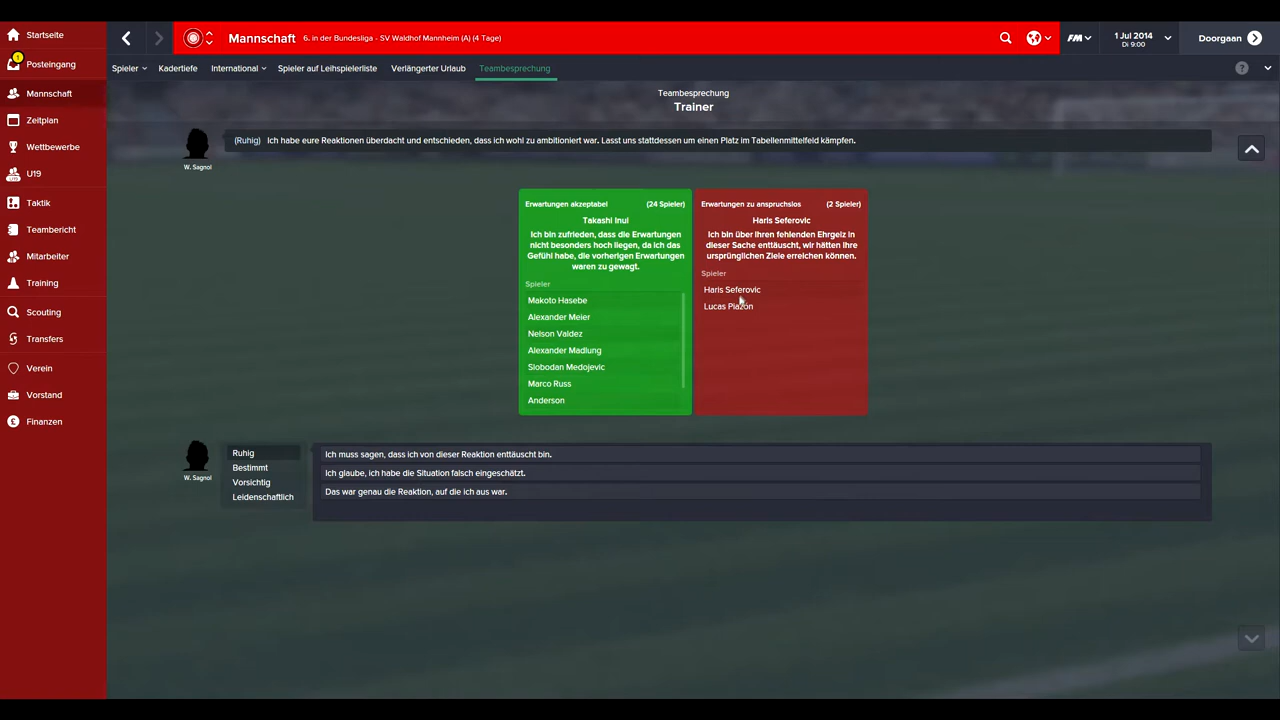 Startseite
Mannschaft
6. in der Bundesliga - SV Waldhof Mannheim (A) (4 Tage)
FM
1 Jul 2014
Di 9:00
Doorgaan
1
Posteingang
Mannschaft
Zeitplan
Wettbewerbe
U19
Taktik
Teambericht
Mitarbeiter
Training
Scouting
Transfers
Verein
Vorstand
Finanzen
Spieler
Kadertiefe
International
Spieler auf Leihspielerliste
Verlängerter Urlaub
Teambesprechung
?
Teambesprechung
Trainer
W. Sagnol
(Ruhig) Ich habe eure Reaktionen überdacht und entschieden, dass ich wohl zu ambitioniert war. Lasst uns stattdessen um einen Platz im Tabellenmittelfeld kämpfen.
Erwartungen akzeptabel (24 Spieler)
Takashi Inui
Ich bin zufrieden, dass die Erwartungen
nicht besonders hoch liegen, da ich das
Gefühl habe, die vorherigen Erwartungen
waren zu gewagt.
Spieler
Makoto Hasebe
Alexander Meier
Nelson Valdez
Alexander Madlung
Slobodan Medojevic
Marco Russ
Anderson
Erwartungen zu anspruchslos (2 Spieler)
Haris Seferovic
Ich bin über Ihren fehlenden Ehrgeiz in
dieser Sache enttäuscht, wir hätten Ihre
ursprünglichen Ziele erreichen können.
Spieler
Haris Seferovic
Lucas Piazon
W. Sagnol
Ruhig
Bestimmt
Vorsichtig
Leidenschaftlich
Ich muss sagen, dass ich von dieser Reaktion enttäuscht bin.
Ich glaube, ich habe die Situation falsch eingeschätzt.
Das war genau die Reaktion, auf die ich aus war.